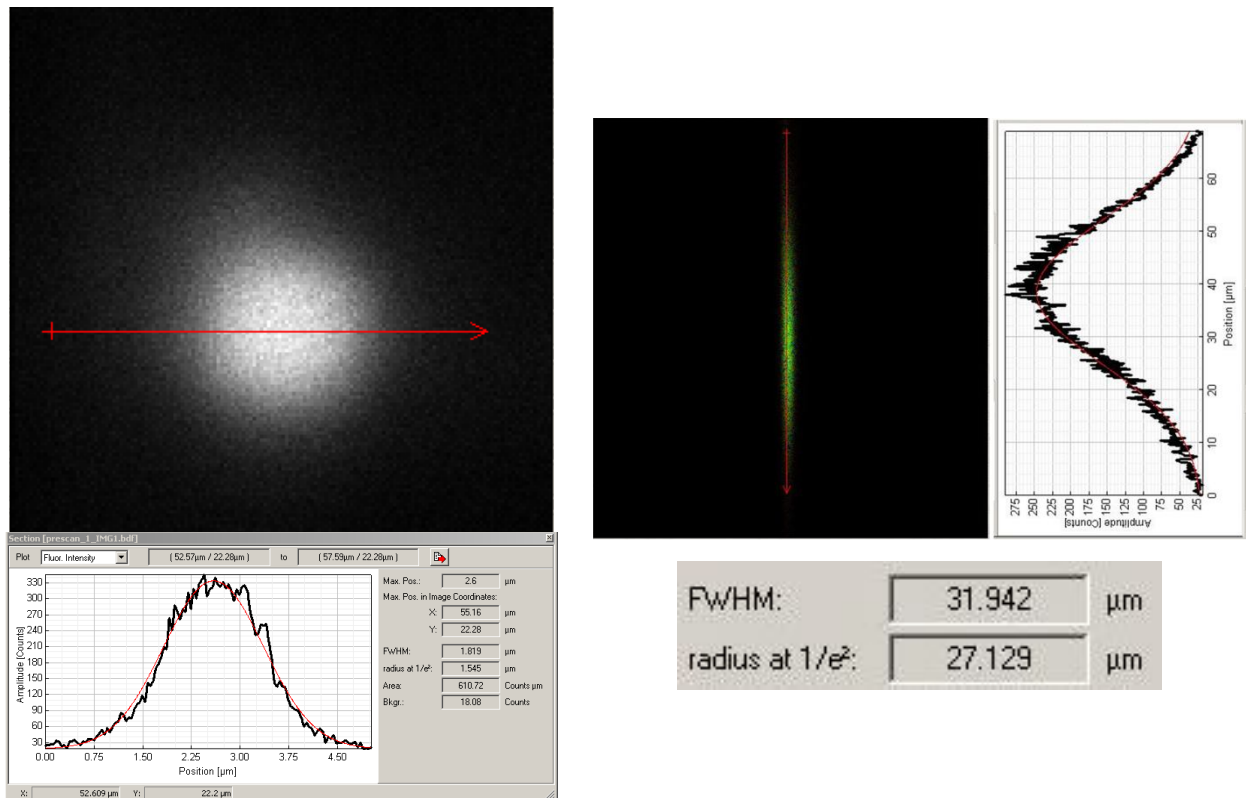 Section [prescan_1_IMG1.bdf]
Plot Fluor. Intensity [ 52.57µm / 22.28µm ] to [ 57.59µm / 22.28µm ]
330
300
270
240
210
180
150
120
90
60
30
Amplitude [Counts]
0.00 0.75 1.50 2.25 3.00 3.75 4.50
Position [µm]
Max. Pos.: 2.6 µm
Max. Pos. in Image Coordinates:
X: 55.16 µm
Y: 22.28 µm
FWHM: 1.819 µm
radius at 1/e²: 1.545 µm
Area: 610.72 Counts µm
Bkgr.: 18.08 Counts
X: 52.609 µm Y: 22.2 µm
275 250 225 200 175 150 125 100 75 50 25
Amplitude [Counts]
0 10 20 30 40 50 60
Position [µm]
FWHM: 31.942 µm
radius at 1/e²: 27.129 µm